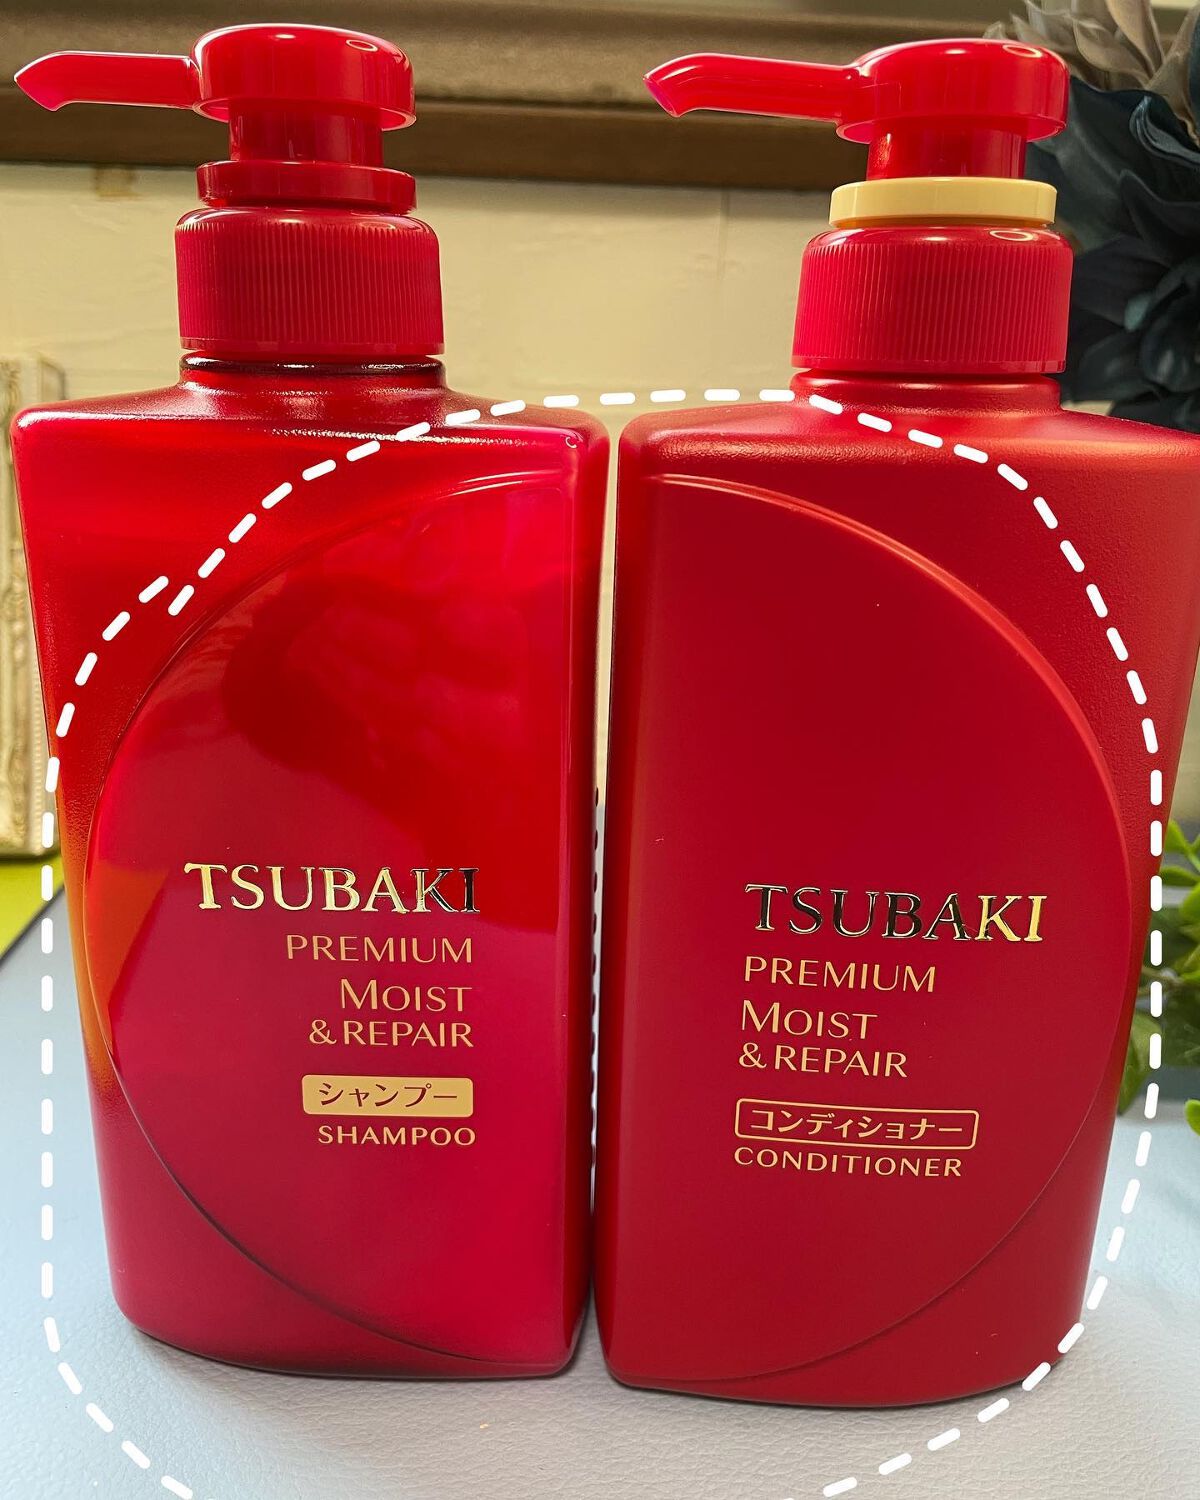 TSUBAKI
PREMIUM
MOIST
& REPAIR
シャンプー
SHAMPOO
TSUBAKI
PREMIUM
MOIST
& REPAIR
コンディショナー
CONDITIONER